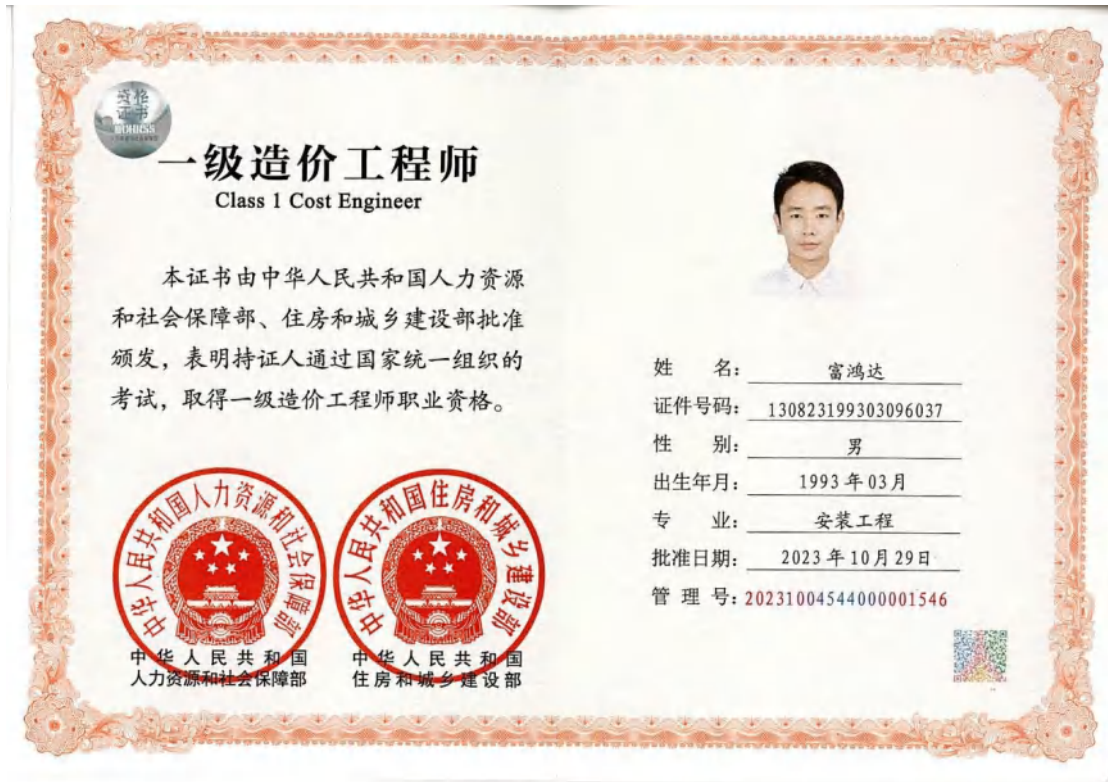 资格
证书
MOHRSS
一级造价工程师
Class 1 Cost Engineer
本证书由中华人民共和国人力资源
和社会保障部、住房和城乡建设部批准
颁发，表明持证人通过国家统一组织的
考试，取得一级造价工程师职业资格。
中华人民共和国人力资源和社会保障部
中华人民共和国住房和城乡建设部
中华人民共和国
人力资源和社会保障部
中华人民共和国
住房和城乡建设部
姓 名： 富鸿达
证件号码： 130823199303096037
性 别： 男
出生年月： 1993年03月
专 业： 安装工程
批准日期： 2023年10月29日
管 理 号：20231004544000001546